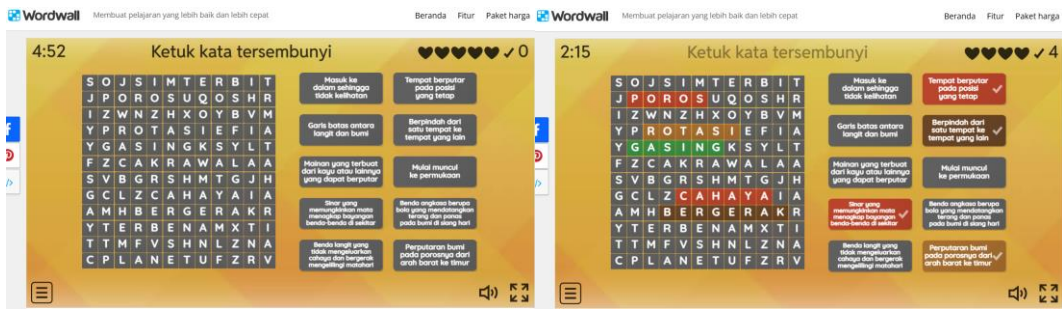 Wordwall Membuat pelajaran yang lebih baik dan lebih cepat Beranda Fitur Paket harga
4:52 Ketuk kata tersembunyi 0
S O J S I M T E R B I T
J P O R O S U Q O S H R
I Z W N Z H X O Y B V M
Y P R O T A S I E F I A
Y G A S I N G K S Y L T
F Z C A K R A W A L A A
S V B G R S H M T G J H
G C L Z C A H A Y A I A
A M H B E R G E R A K R
Y T E R B E N A M X T I
T T M F V S H N L Z N A
C P L A N E T U F Z R V
Masuk ke
dalam sehingga
tidak kelihatan
Tempat berputar
pada posisi
yang tetap
Garis batas antara
langit dan bumi
Berpindah dari
satu tempat ke
tempat yang lain
Mainan yang terbuat
dari kayu atau lainnya
yang dapat berputar
Mulai muncul
ke permukaan
Sinar yang
memungkinkan mata
menagkap bayangan
benda-benda di sekitar
Benda angkasa berupa
bola yang mendatangkan
terang dan panas
pada bumi di siang hari
Benda langit yang
tidak mengeluarkan
cahaya dan bergerak
mengelilingi matahari
Perputaran bumi
pada porosnya dari
arah barat ke timur
Wordwall Membuat pelajaran yang lebih baik dan lebih cepat Beranda Fitur Paket harga
2:15 Ketuk kata tersembunyi 4
S O J S I M T E R B I T
J P O R O S U Q O S H R
I Z W N Z H X O Y B V M
Y P R O T A S I E F I A
Y G A S I N G K S Y L T
F Z C A K R A W A L A A
S V B G R S H M T G J H
G C L Z C A H A Y A I A
A M H B E R G E R A K R
Y T E R B E N A M X T I
T T M F V S H N L Z N A
C P L A N E T U F Z R V
Masuk ke
dalam sehingga
tidak kelihatan
Tempat berputar
pada posisi
yang tetap
Garis batas antara
langit dan bumi
Berpindah dari
satu tempat ke
tempat yang lain
Mainan yang terbuat
dari kayu atau lainnya
yang dapat berputar
Mulai muncul
ke permukaan
Sinar yang
memungkinkan mata
menagkap bayangan
benda-benda di sekitar
Benda angkasa berupa
bola yang mendatangkan
terang dan panas
pada bumi di siang hari
Benda langit yang
tidak mengeluarkan
cahaya dan bergerak
mengelilingi matahari
Perputaran bumi
pada porosnya dari
arah barat ke timur